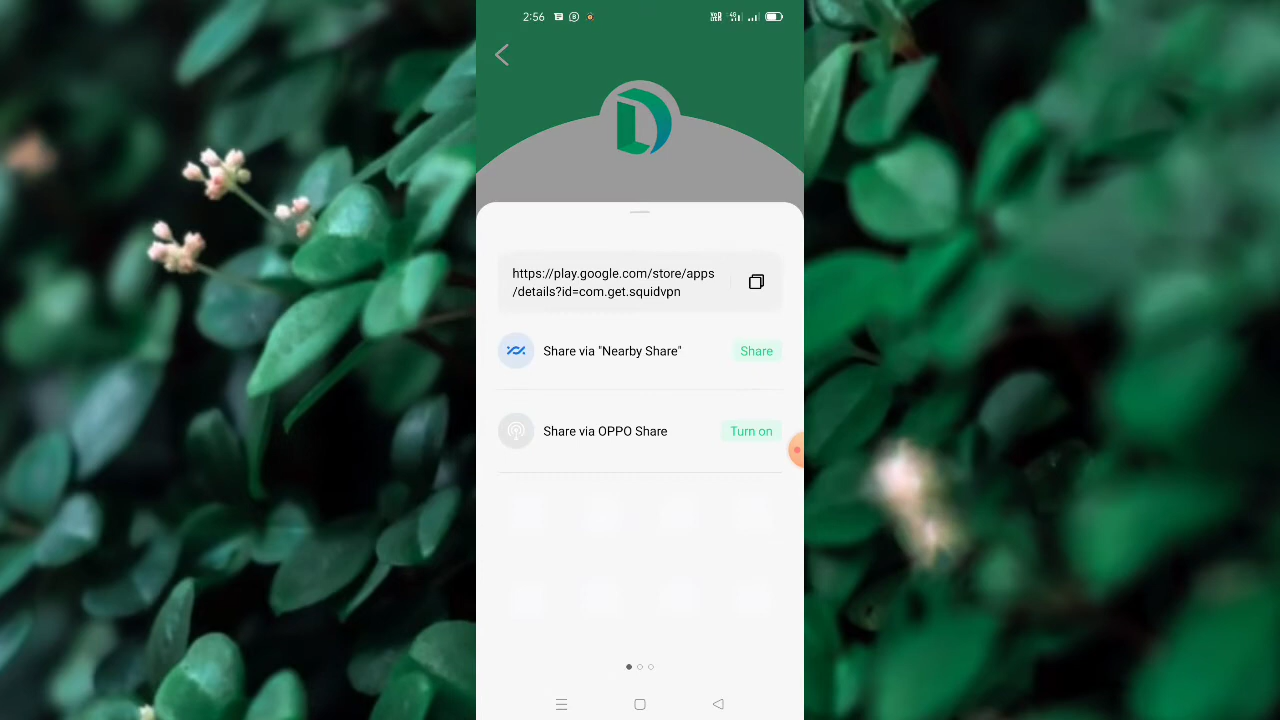 2:56
https://play.google.com/store/apps
/details?id=com.get.squidvpn
Share via "Nearby Share"
Share
Share via OPPO Share
Turn on